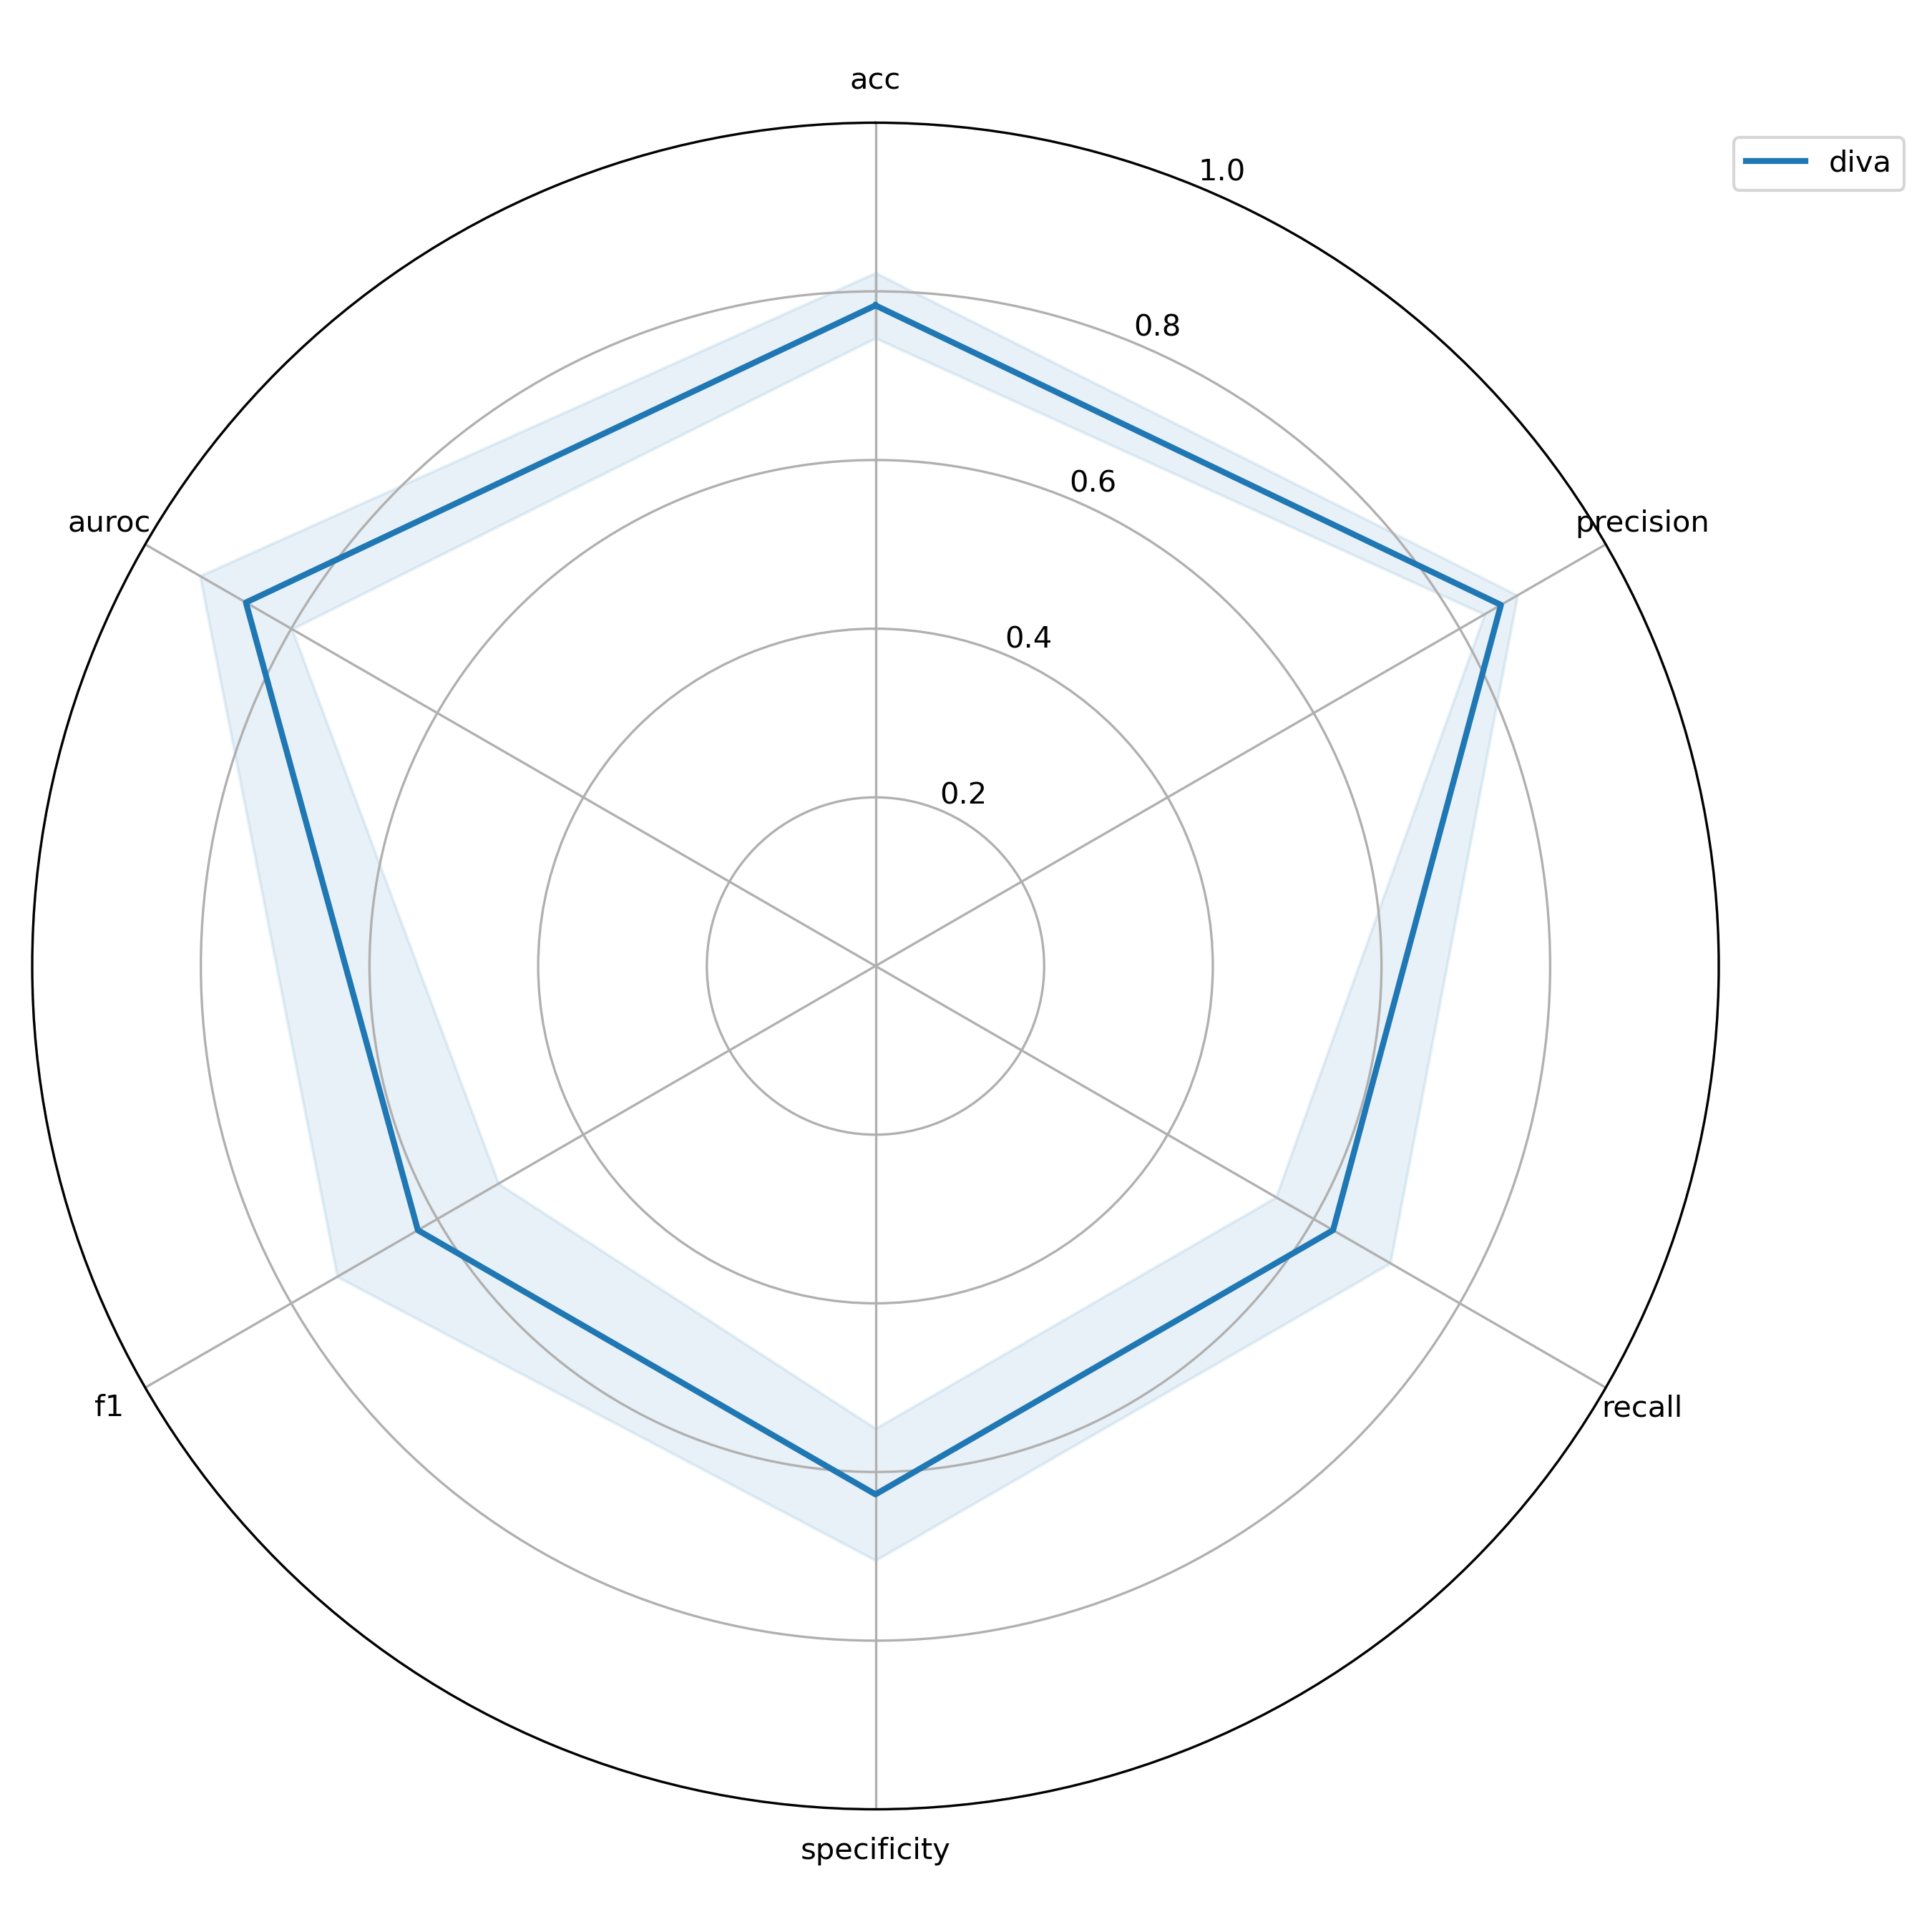 acc
1.0
diva
0.8
0.6
auroc
precision
0.4
0.2
f1
recall
specificity